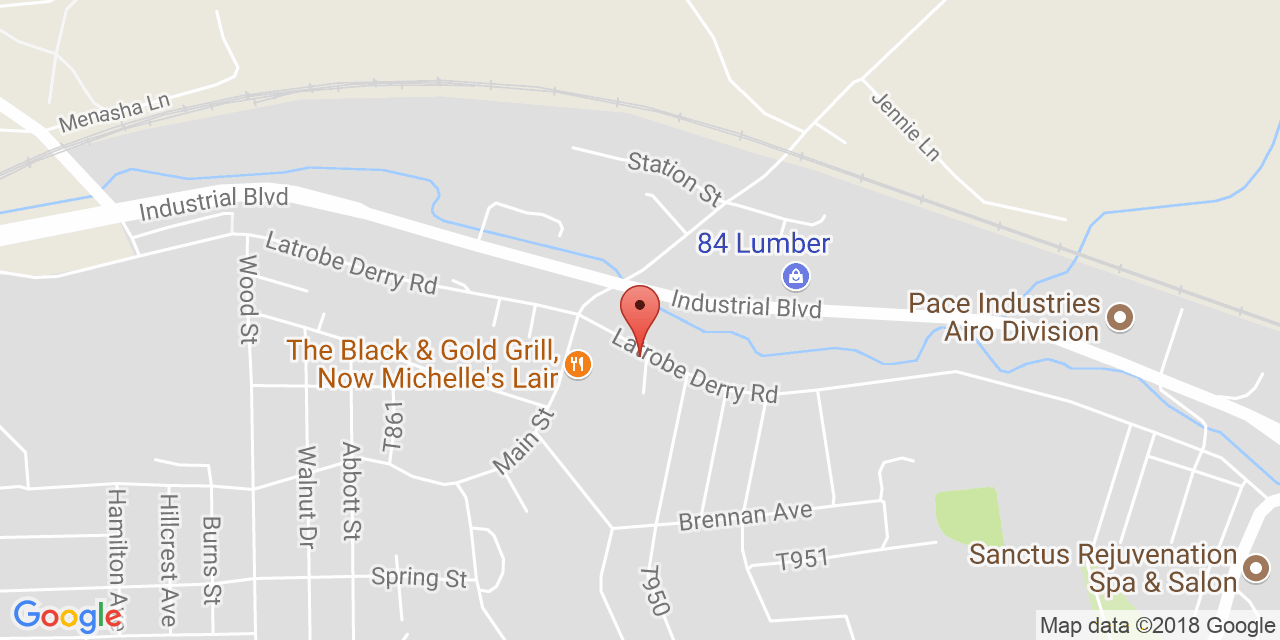 Menasha Ln
Jennie Ln
Station St
Industrial Blvd
84 Lumber
Latrobe Derry Rd
Wood St
Industrial Blvd
Pace Industries
Airo Division
The Black & Gold Grill,
Now Michelle's Lair
Latrobe Derry Rd
T861
Main St
Walnut Dr
Abbott St
Hamilton Ave
Hillcrest Ave
Burns St
Brennan Ave
T951
Sanctus Rejuvenation
Spa & Salon
Spring St
T950
Google
Map data ©2018 Google